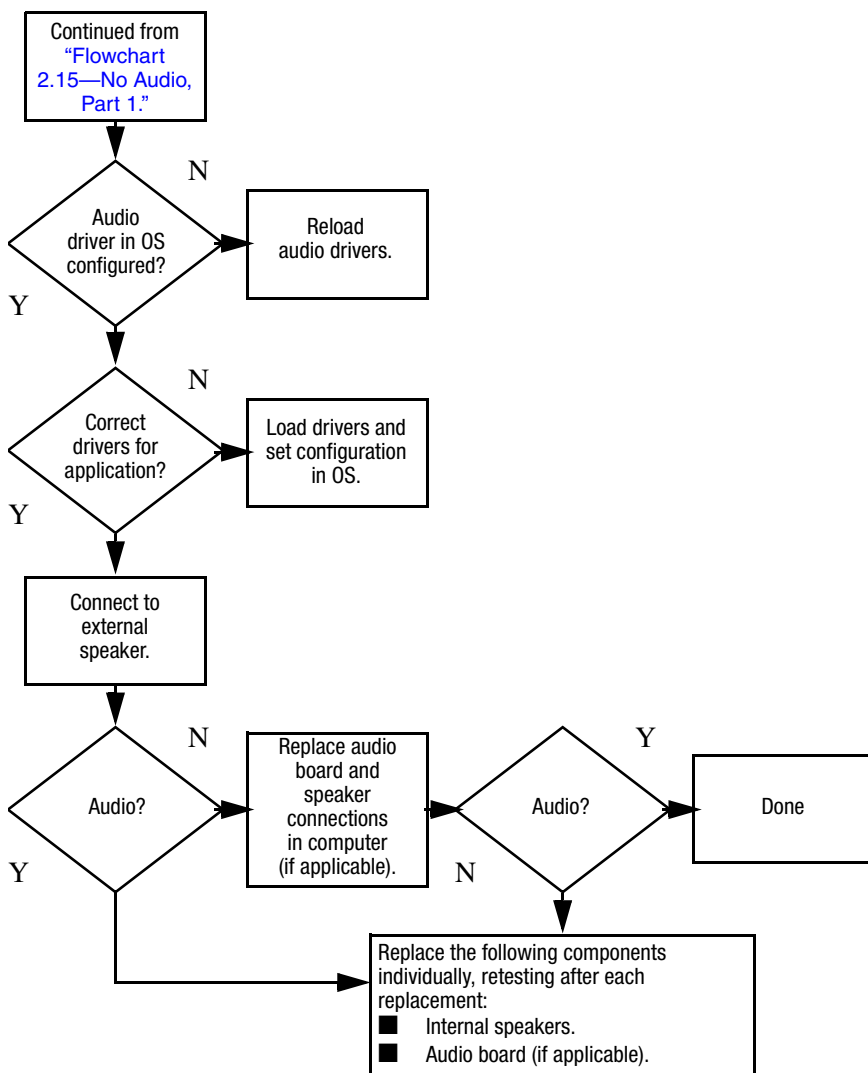 Continued from
“Flowchart
2.15—No Audio,
Part 1.”
N
Audio
driver in OS
configured?
Reload
audio drivers.
Y
N
Correct
drivers for
application?
Load drivers and
set configuration
in OS.
Y
Connect to
external
speaker.
N
Audio?
Y
Replace audio
board and
speaker
connections
in computer
(if applicable).
Y
Audio?
N
Done
Replace the following components
individually, retesting after each
replacement:
■ Internal speakers.
■ Audio board (if applicable).